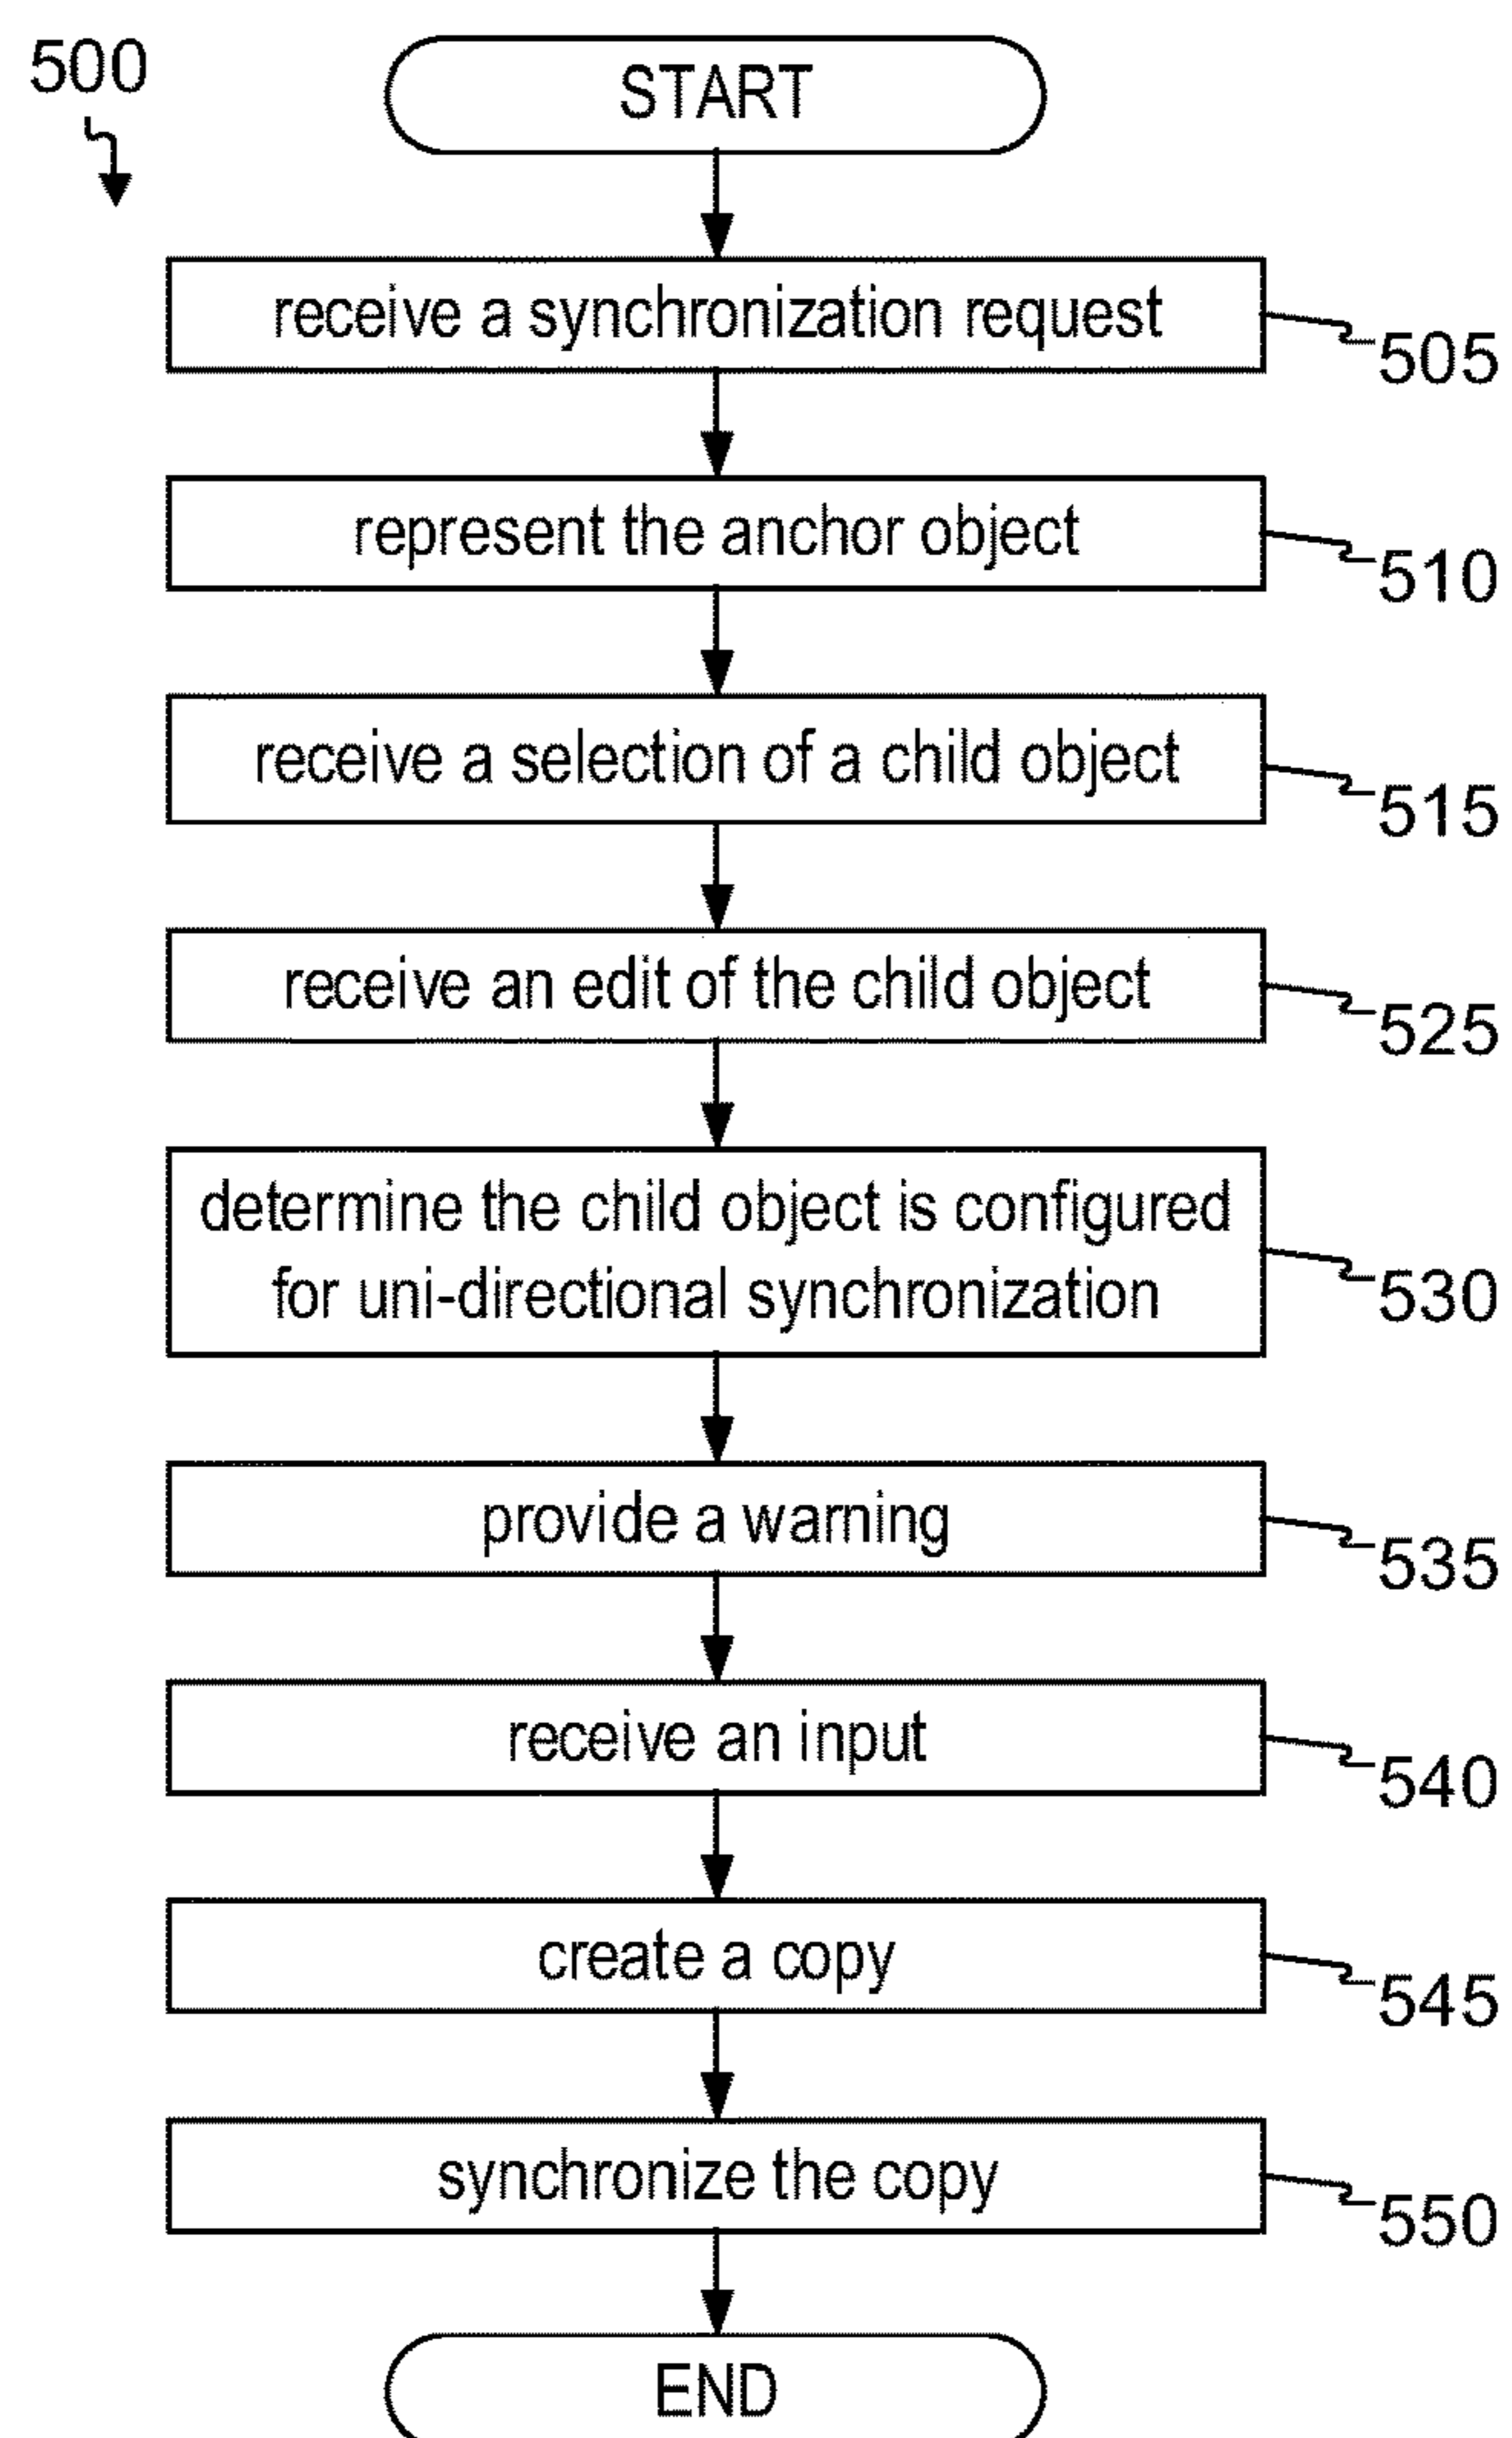 500
START
receive a synchronization request
505
represent the anchor object
510
receive a selection of a child object
515
receive an edit of the child object
525
determine the child object is configured
for uni-directional synchronization
530
provide a warning
535
receive an input
540
create a copy
545
synchronize the copy
550
END